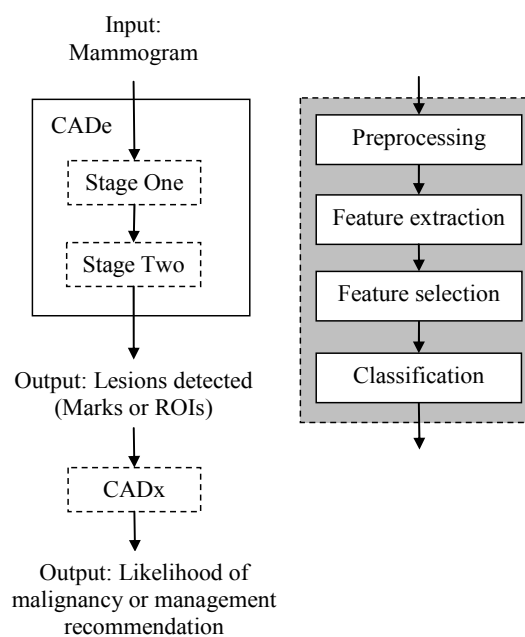 Input:
Mammogram
CADe
Stage One
Stage Two
Output: Lesions detected
(Marks or ROIs)
CADx
Output: Likelihood of
malignancy or management
recommendation
Preprocessing
Feature extraction
Feature selection
Classification